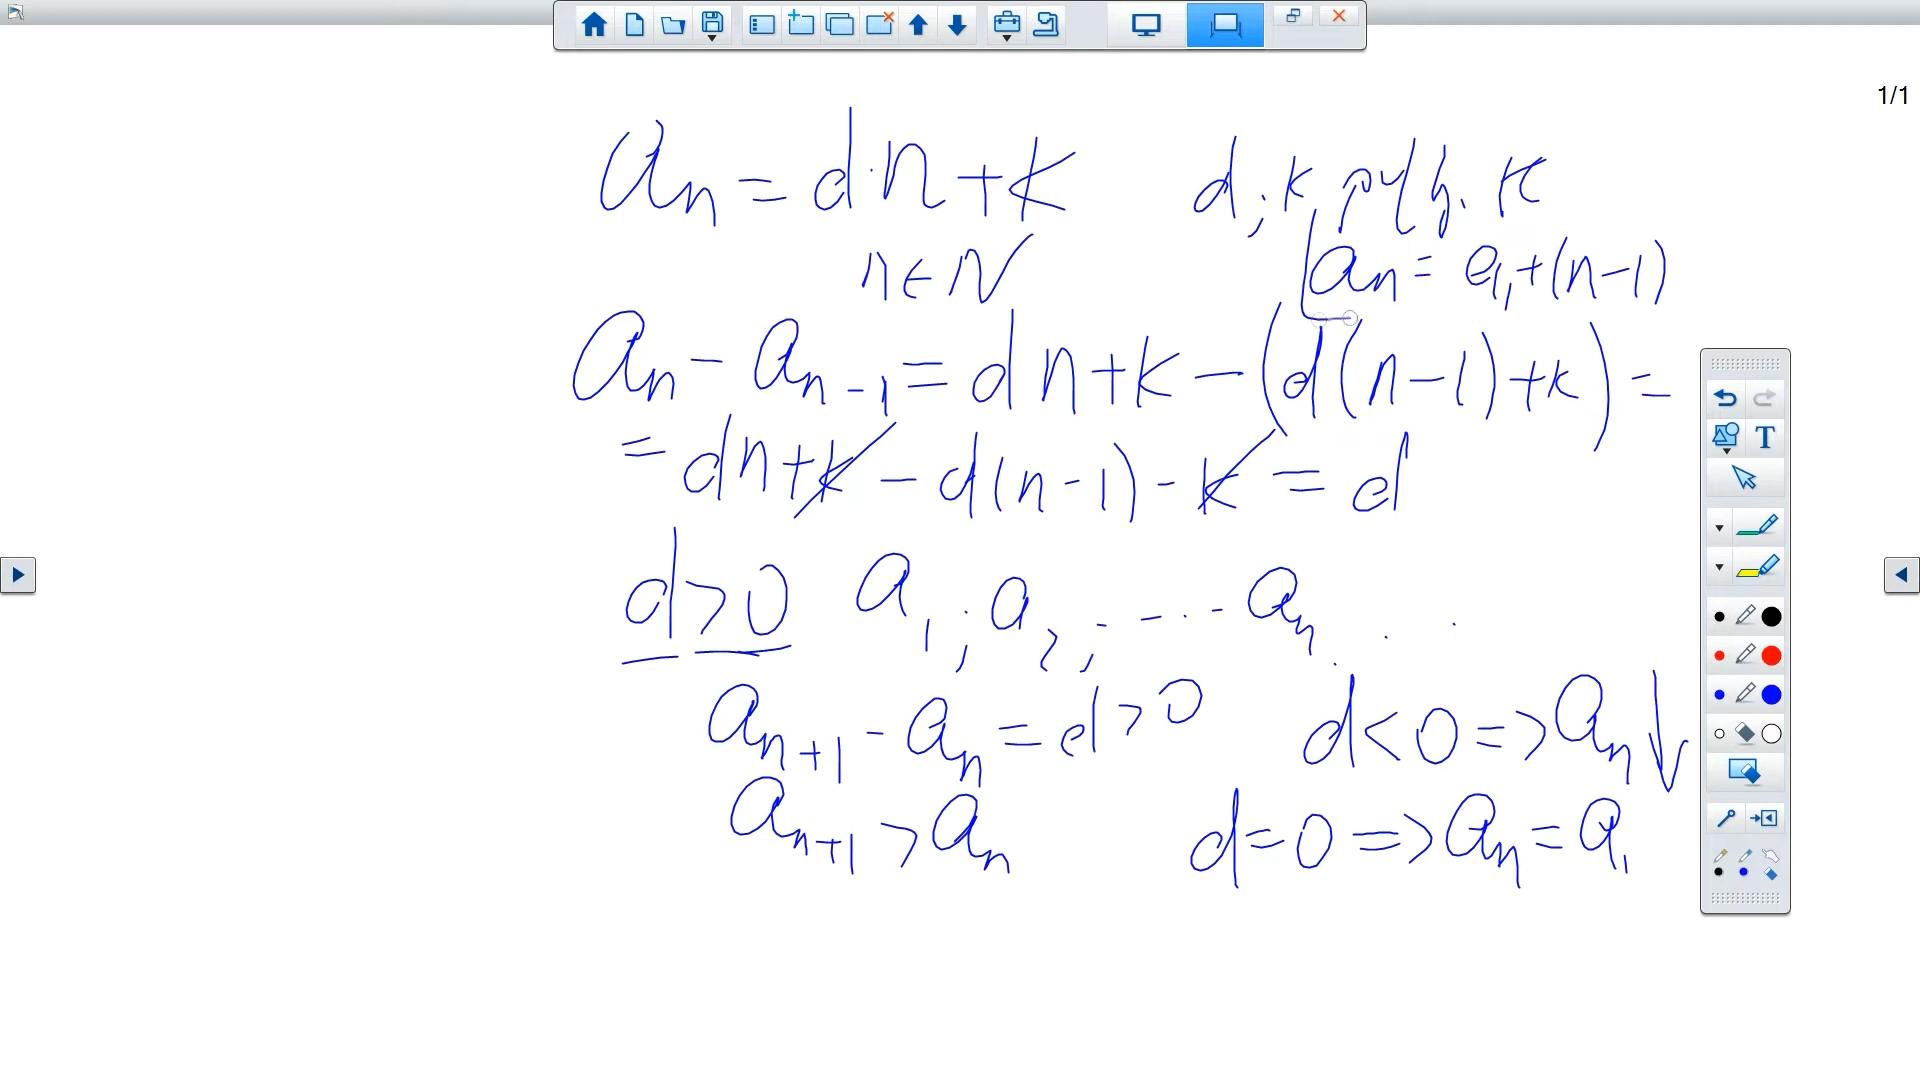 1/1
aₙ = d·n + k
d; k
n ∈ N
aₙ = a₁ + (n-1)
aₙ - aₙ₋₁ = dn + k - (d(n-1) + k) =
= dn + k - d(n-1) - k = d
d > 0 a₁; a₂; - - ... aₙ . . .
aₙ₊₁ - aₙ = d > 0
d < 0 => aₙ ↓
aₙ₊₁ > aₙ
d = 0 => aₙ = a₁
T